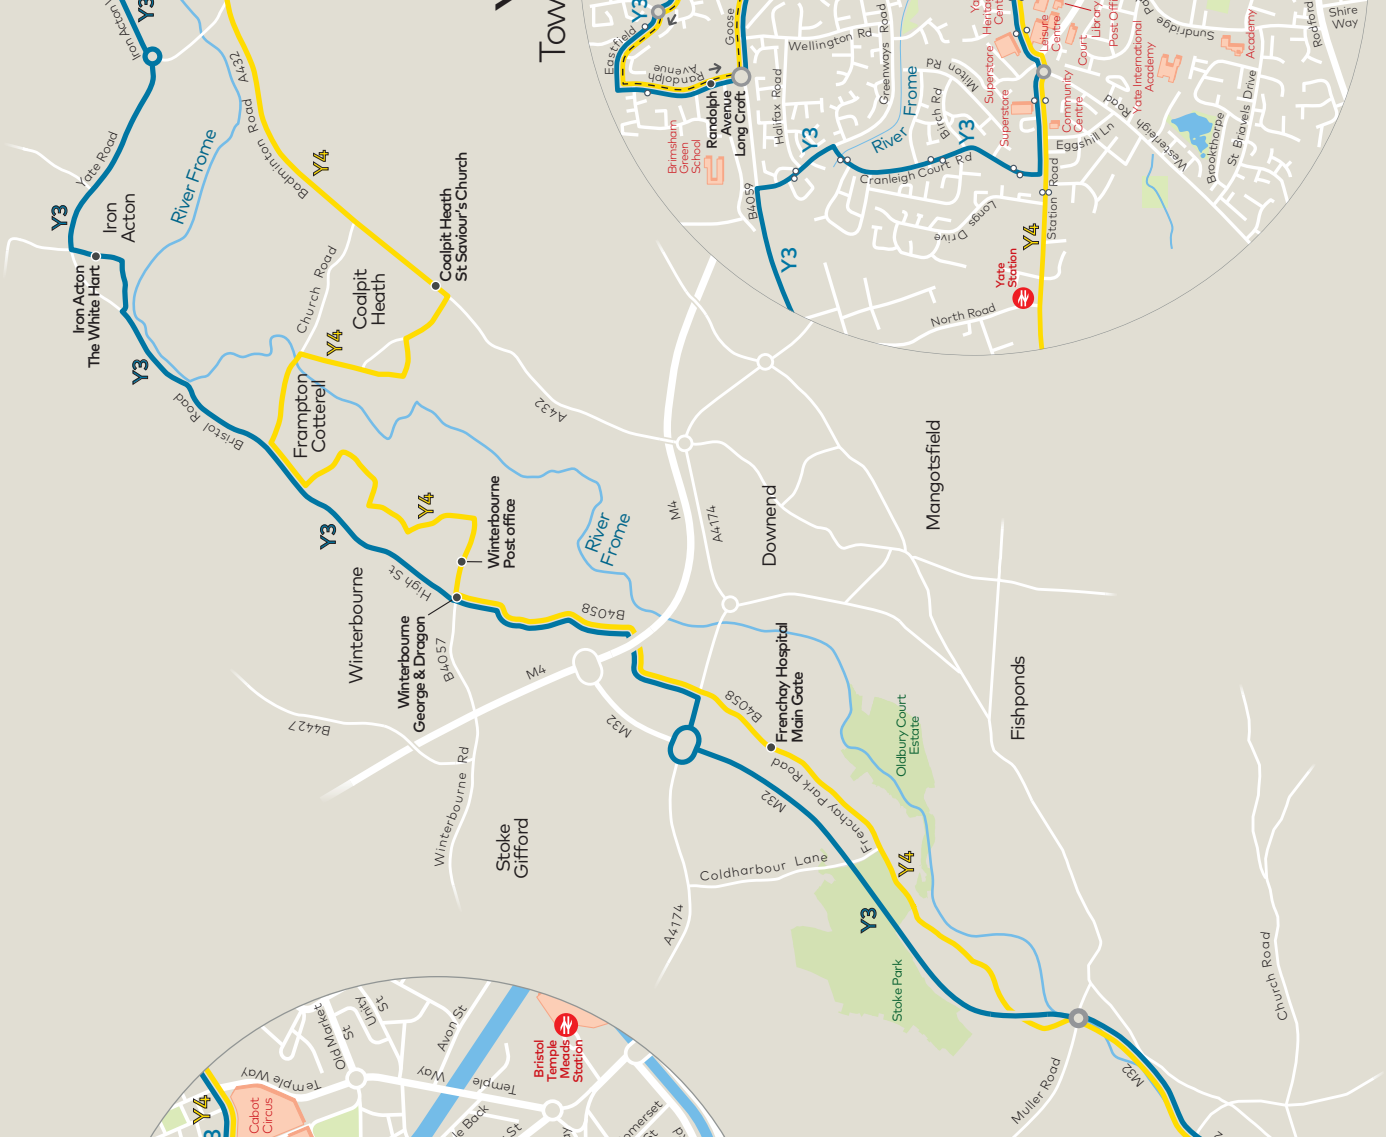 Y3
Iron Acton
A432
Yate Road
River Frome
Badminton Road
Y4
Y3
Iron
Acton
Iron Acton
The White Hart
Coalpit Heath
St Saviour's Church
Church Road
Coalpit
Heath
Y4
Y3
Bristol Road
Frampton
Cotterell
A432
Y4
Y3
Winterbourne
Post office
High St
Winterbourne
Winterbourne
George & Dragon
B4057
B4058
River
Frome
M4
A4174
Downend
Mangotsfield
M4
M32
B4427
Winterbourne Rd
Stoke
Gifford
B4058
Frenchay Hospital
Main Gate
Frenchay Park Road
M32
Oldbury Court
Estate
Fishponds
Coldharbour Lane
A4174
Y4
Y3
Stoke Park
Church Road
Muller Road
M32
Tow
Eastfield
Y3
Goose
Randolph
Avenue
Randolph
Avenue
Long Croft
Brimsham
Green
School
B4059
Wellington Rd
Halifax Road
Greenways Road
River Frome
Milton Rd
Birch Rd
Y3
Y3
Cranleigh Court Rd
Longs Drive
Y3
Superstore
Superstore
Leisure
Centre
Court
Library
Community
Centre
Yate International
Academy
Academy
Sundridge
Shire
Way
Rodford
Westerleigh Road
Eggshill Ln
Brookthorpe
St Briavels Drive
Station Road
Y4
Yate
Station
North Road
Old Market
St
Unity
St
Avon St
Temple Way
Temple Way
Bristol
Temple
Meads
Station
Y4
Cabot
Circus